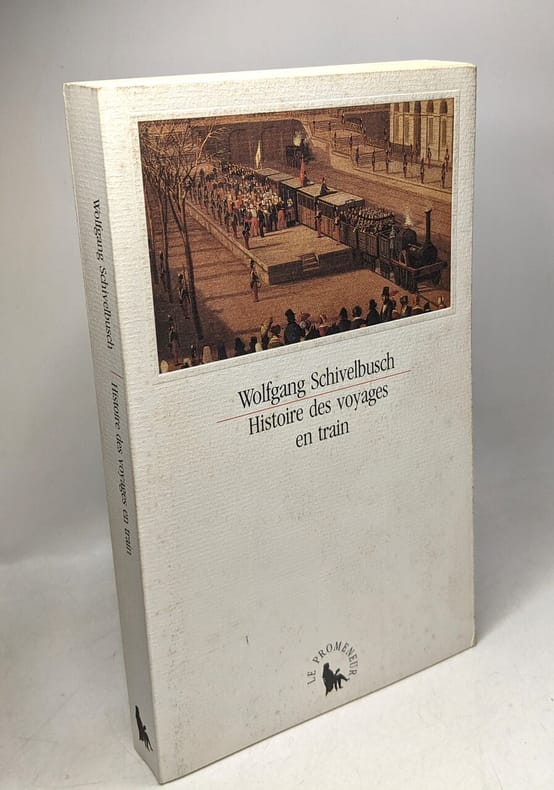 Wolfgang Schivelbusch
Histoire des voyages
en train
LE PROMENEUR
Wolfgang Schivelbusch | Histoire des voyages en train